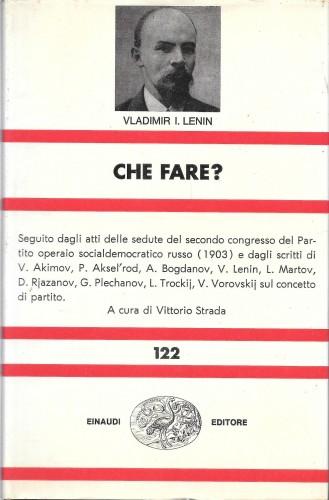 VLADIMIR I. LENIN
CHE FARE?
Seguito dagli atti delle sedute del secondo congresso del Par-
tito operaio socialdemocratico russo (1903) e dagli scritti di
V. Akimov, P. Aksel'rod, A. Bogdanov, V. Lenin, L. Martov,
D. Rjazanov, G. Plechanov, L. Trockij, V. Vorovskij sul concetto
di partito.
A cura di Vittorio Strada
122
EINAUDI EDITORE